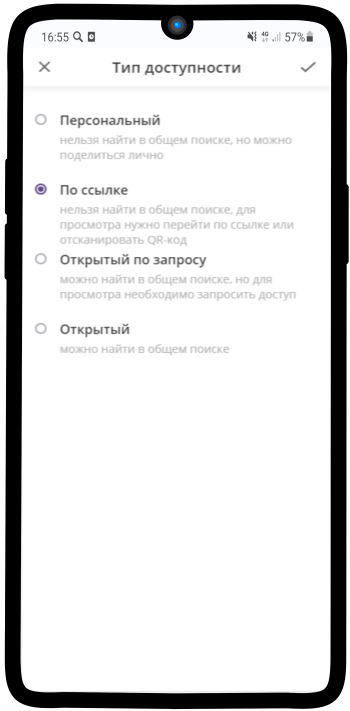 16:55 57%
Тип доступности
Персональный
нельзя найти в общем поиске, но можно
поделиться лично
По ссылке
нельзя найти в общем поиске, для
просмотра нужно перейти по ссылке или
отсканировать QR-код
Открытый по запросу
можно найти в общем поиске, но для
просмотра необходимо запросить доступ
Открытый
можно найти в общем поиске